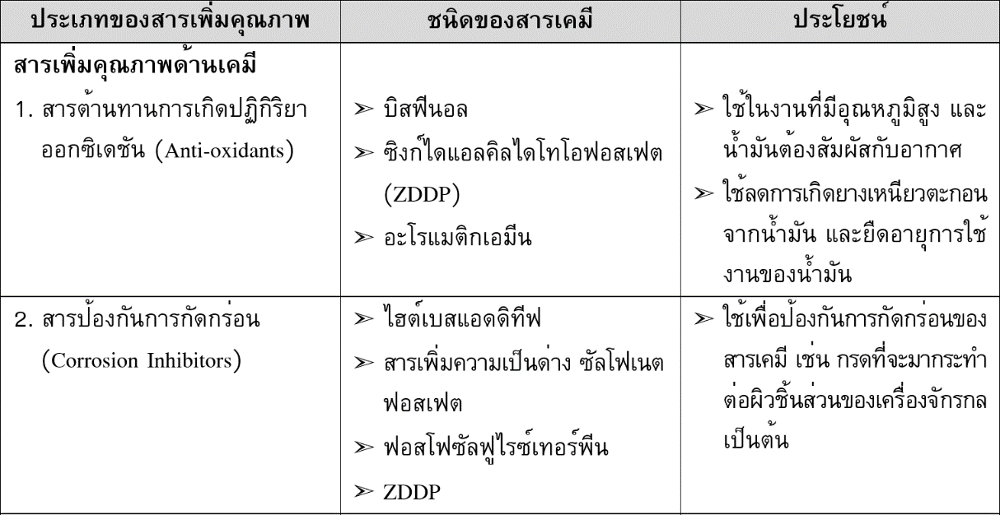 ประเภทของสารเพิ่มคุณภาพ
ชนิดของสารเคมี
ประโยชน์
สารเพิ่มคุณภาพด้านเคมี
1. สารต้านทานการเกิดปฏิกิริยา
ออกซิเดชัน (Anti-oxidants)
➢ บิสฟีนอล
➢ ซิงก์ไดแอลคิลไดโทโอฟอสเฟต
(ZDDP)
➢ อะโรแมติกเอมีน
➢ ใช้ในงานที่มีอุณหภูมิสูง และ
น้ำมันต้องสัมผัสกับอากาศ
➢ ใช้ลดการเกิดยางเหนียวตะกอน
จากน้ำมัน และยืดอายุการใช้
งานของน้ำมัน
2. สารป้องกันการกัดกร่อน
(Corrosion Inhibitors)
➢ ไฮต์เบสแอดดิทีฟ
➢ สารเพิ่มความเป็นด่าง ซัลโฟเนต
ฟอสเฟต
➢ ฟอสโฟซัลฟูไรซ์เทอร์พีน
➢ ZDDP
➢ ใช้เพื่อป้องกันการกัดกร่อนของ
สารเคมี เช่น กรดที่จะมากระทำ
ต่อผิวชิ้นส่วนของเครื่องจักรกล
เป็นต้น